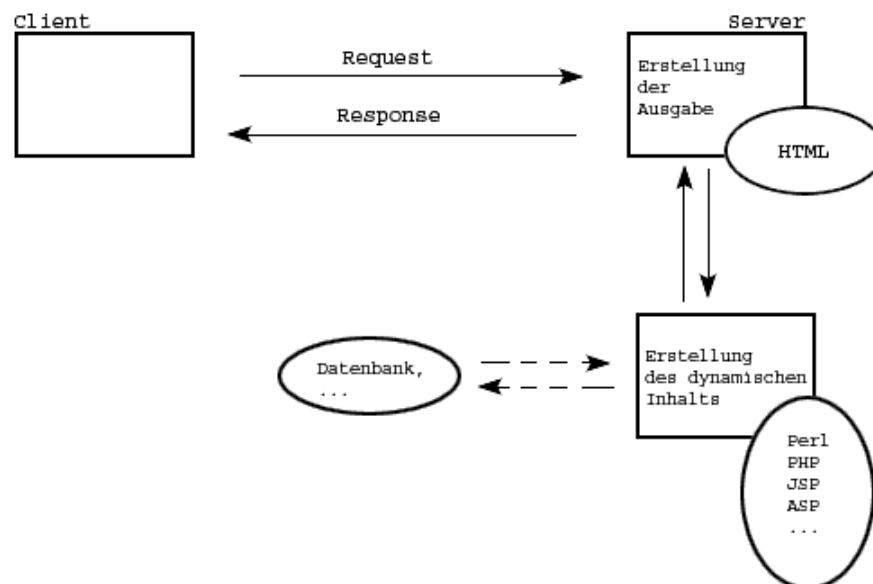 Client
Server
Request
Response
Erstellung
der
Ausgabe
HTML
Datenbank,
...
Erstellung
des dynamischen
Inhalts
Perl
PHP
JSP
ASP
...